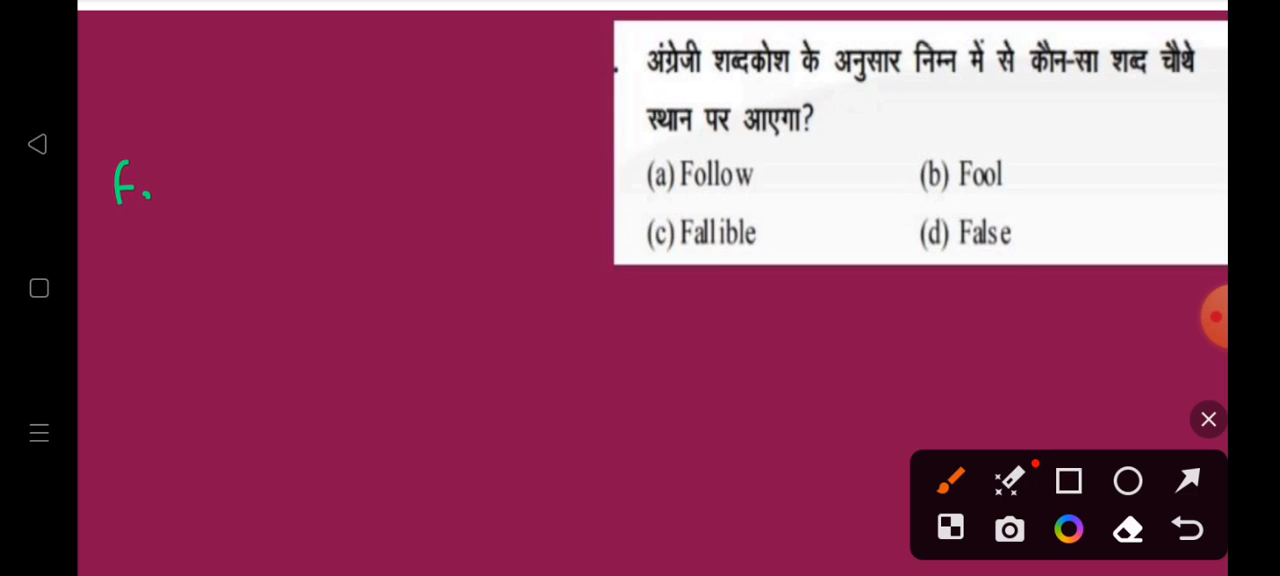 . अंग्रेजी शब्दकोश के अनुसार निम्न में से कौन-सा शब्द चौथे
स्थान पर आएगा?
(a) Follow (b) Fool
(c) Fallible (d) False
F.